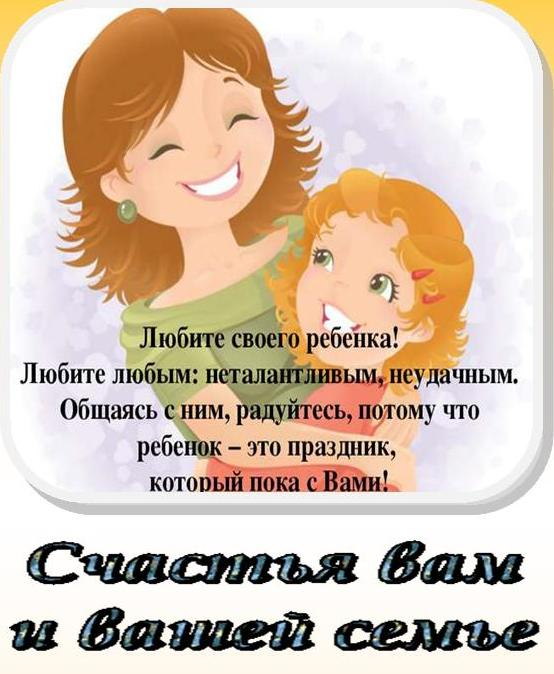 Любите своего ребенка!
Любите любым: неталантливым, неудачным.
Общаясь с ним, радуйтесь, потому что
ребенок – это праздник,
который пока с Вами!
Счастья вам
и вашей семье